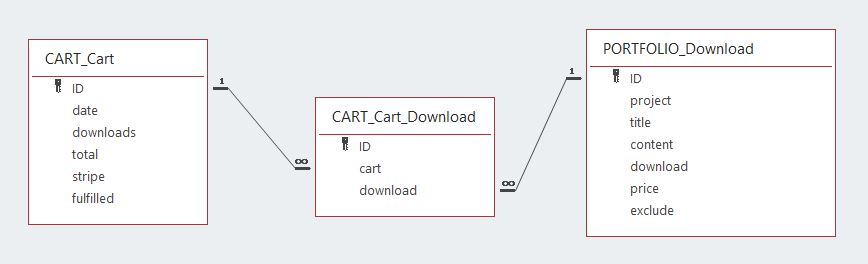 CART_Cart
ID
date
downloads
total
stripe
fulfilled
1
∞
CART_Cart_Download
ID
cart
download
∞
1
PORTFOLIO_Download
ID
project
title
content
download
price
exclude